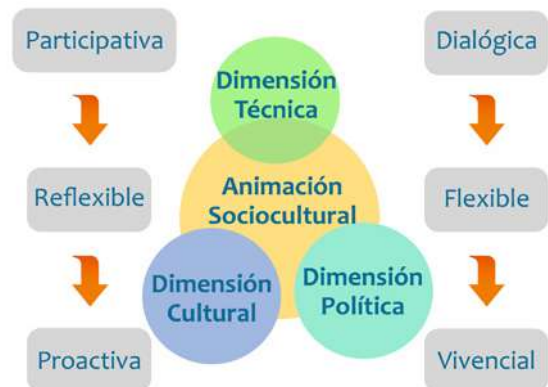 Participativa
Dialógica
Dimensión
Técnica
Reflexible
Animación
Sociocultural
Flexible
Dimensión
Cultural
Dimensión
Política
Proactiva
Vivencial